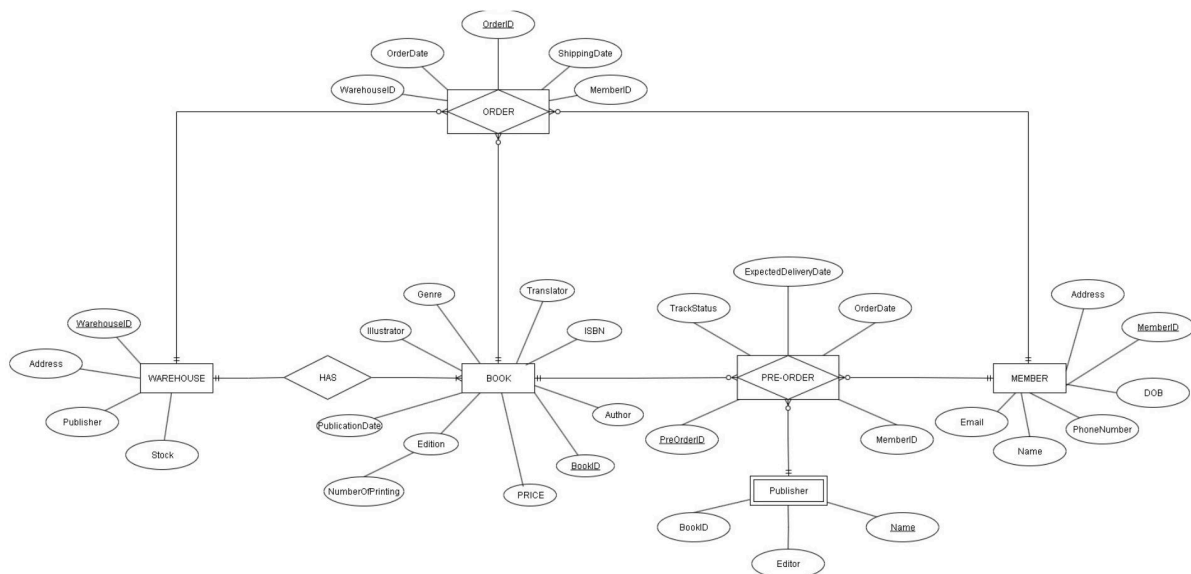 OrderID
OrderDate
ShippingDate
WarehouseID
MemberID
ORDER
ExpectedDeliveryDate
Genre
Translator
TrackStatus
OrderDate
Address
WarehouseID
Illustrator
ISBN
MemberID
Address
WAREHOUSE
HAS
BOOK
PRE-ORDER
MEMBER
DOB
Publisher
PublicationDate
Author
Email
PhoneNumber
Stock
Edition
BookID
PreOrderID
MemberID
Name
NumberOfPrinting
PRICE
Publisher
BookID
Name
Editor